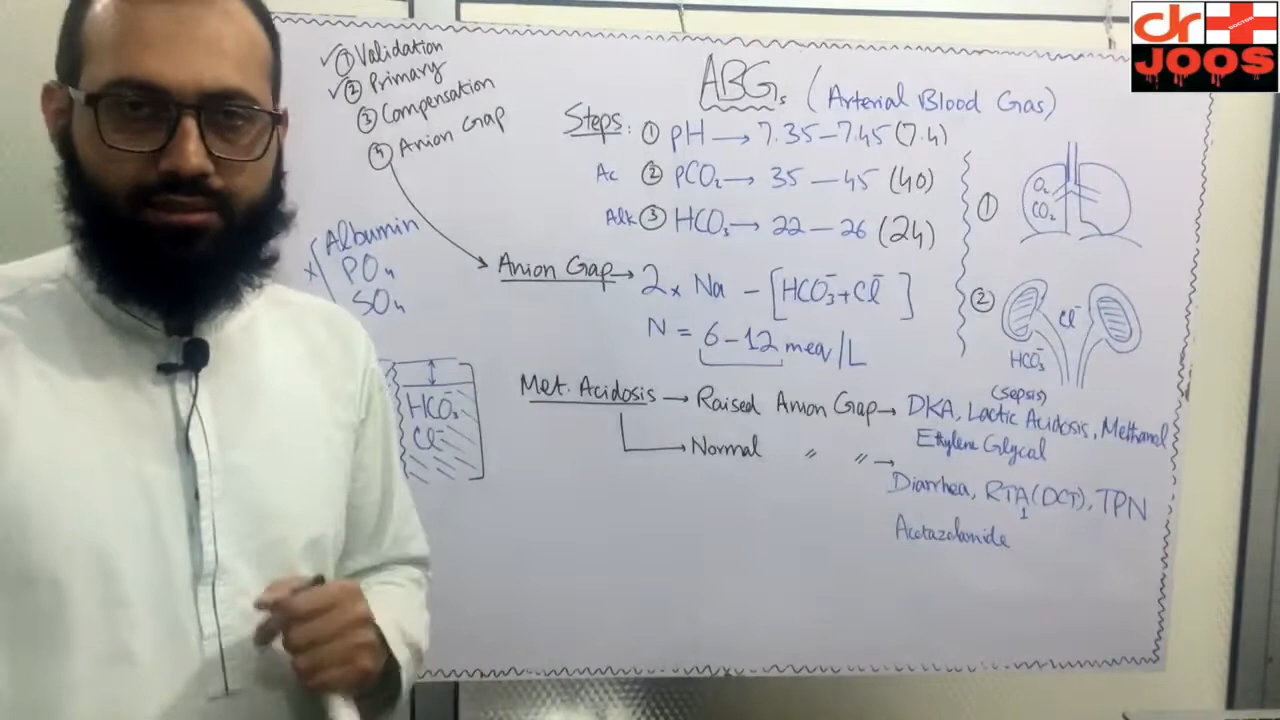 dr
DOCTOR
JOOS
① Validation
② Primary
③ Compensation
④ Anion Gap
ABGs (Arterial Blood Gas)
Steps: ① pH → 7.35–7.45 (7.4)
Ac ② PCO₂ → 35 – 45 (40)
Alk ③ HCO₃ → 22 – 26 (24)
Albumin
PO₄
SO₄
Anion Gap → 2 x Na – [HCO₃⁻ + Cl⁻]
N = 6–12 meq/L
HCO₃⁻
Cl⁻
① O₂
CO₂
② Cl⁻
HCO₃⁻
Met. Acidosis → Raised Anion Gap → DKA, Lactic Acidosis, Methanol
(sepsis)
Ethylene Glycal
→ Normal " " →
Diarrhea, RTA (DCT), TPN
1
Acetazolamide